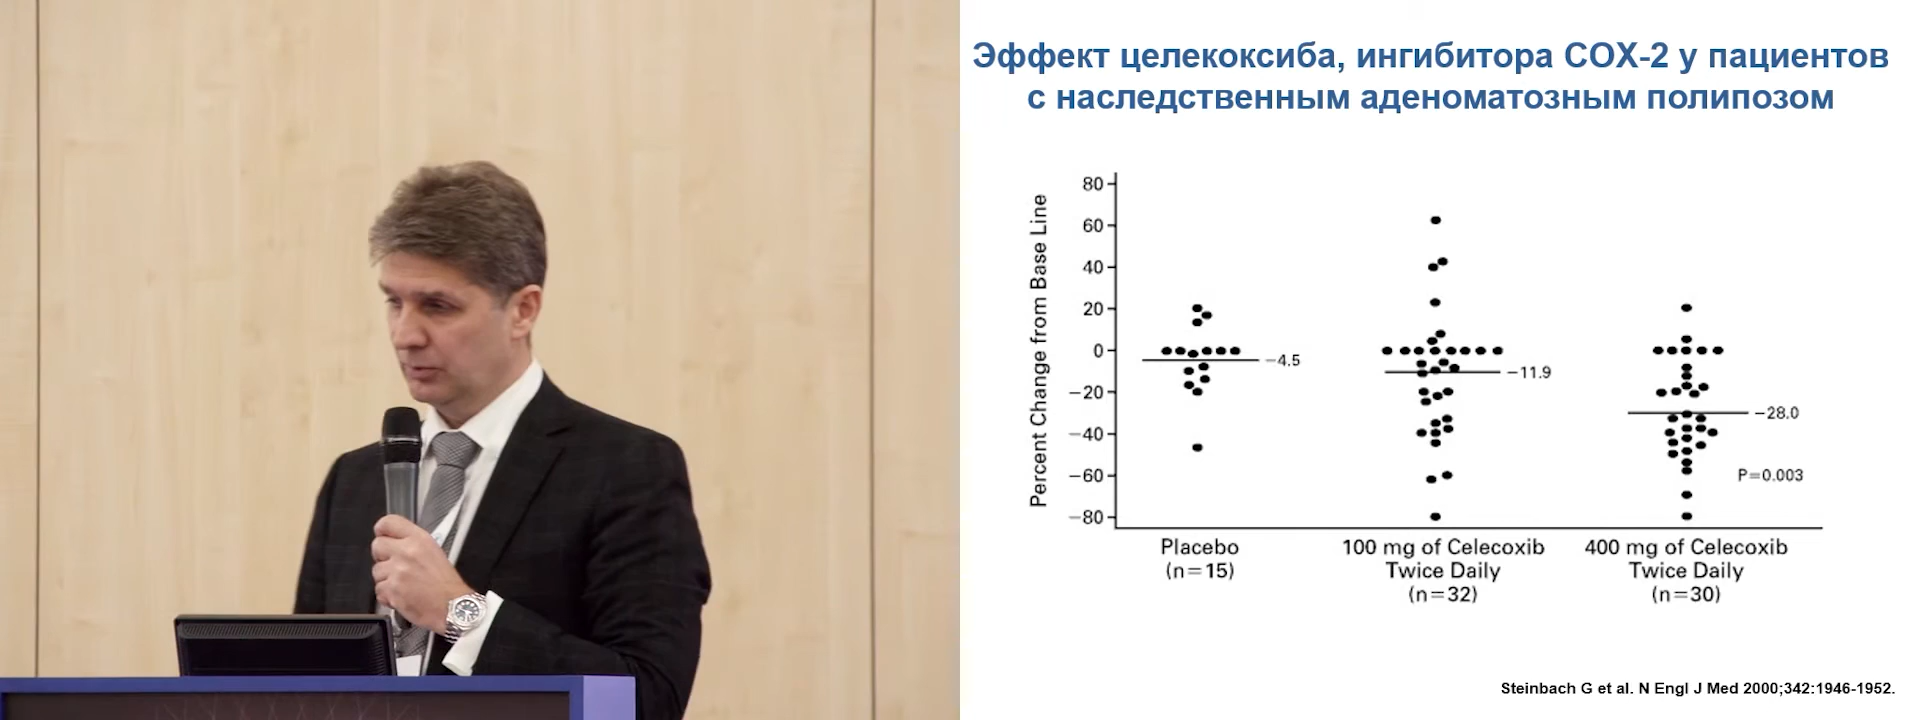 Эффект целекоксиба, ингибитора COX-2 у пациентов
с наследственным аденоматозным полипозом
Percent Change from Base Line
80
60
40
20
0
−20
−40
−60
−80
−4.5
−11.9
−28.0
P=0.003
Placebo
(n=15)
100 mg of Celecoxib
Twice Daily
(n=32)
400 mg of Celecoxib
Twice Daily
(n=30)
Steinbach G et al. N Engl J Med 2000;342:1946-1952.